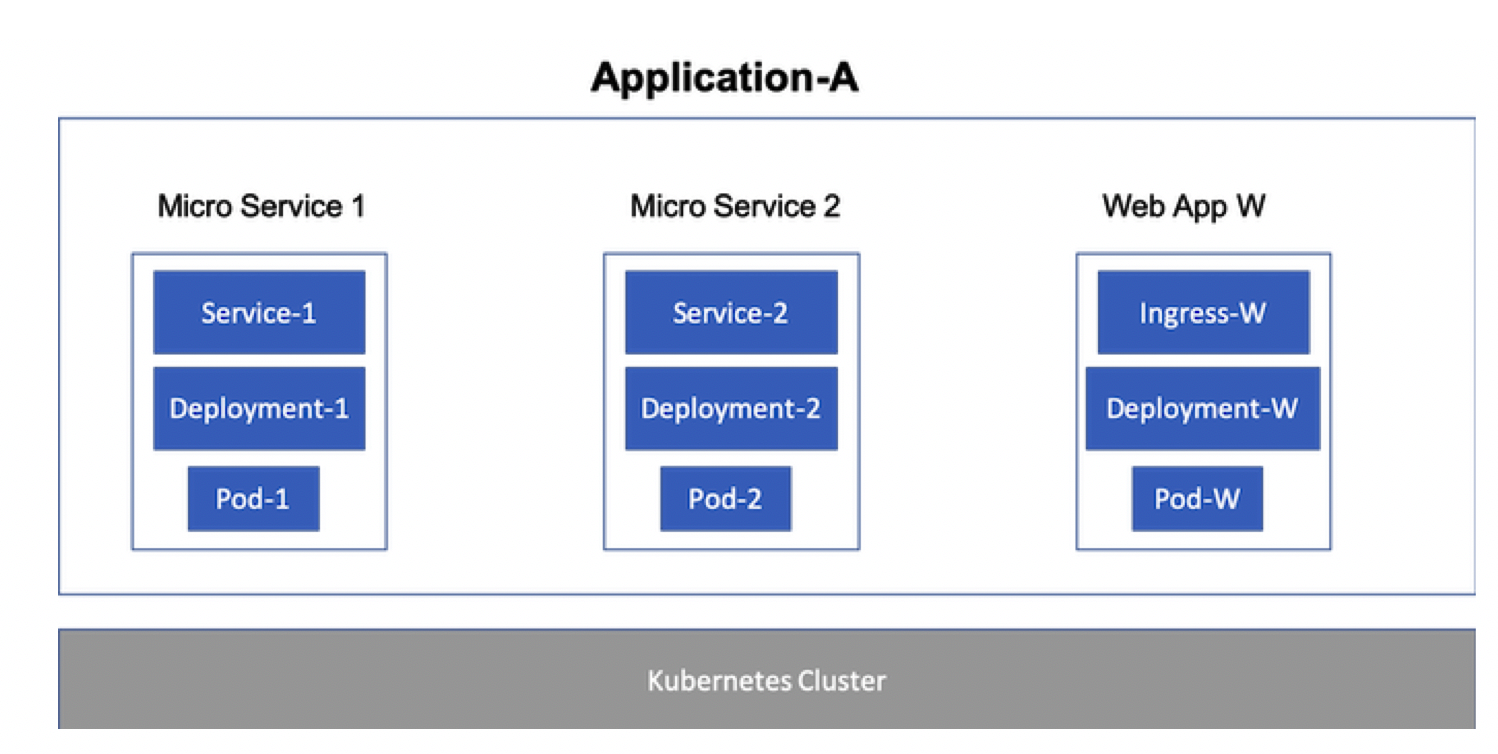 Application-A
Micro Service 1
Service-1
Deployment-1
Pod-1
Micro Service 2
Service-2
Deployment-2
Pod-2
Web App W
Ingress-W
Deployment-W
Pod-W
Kubernetes Cluster